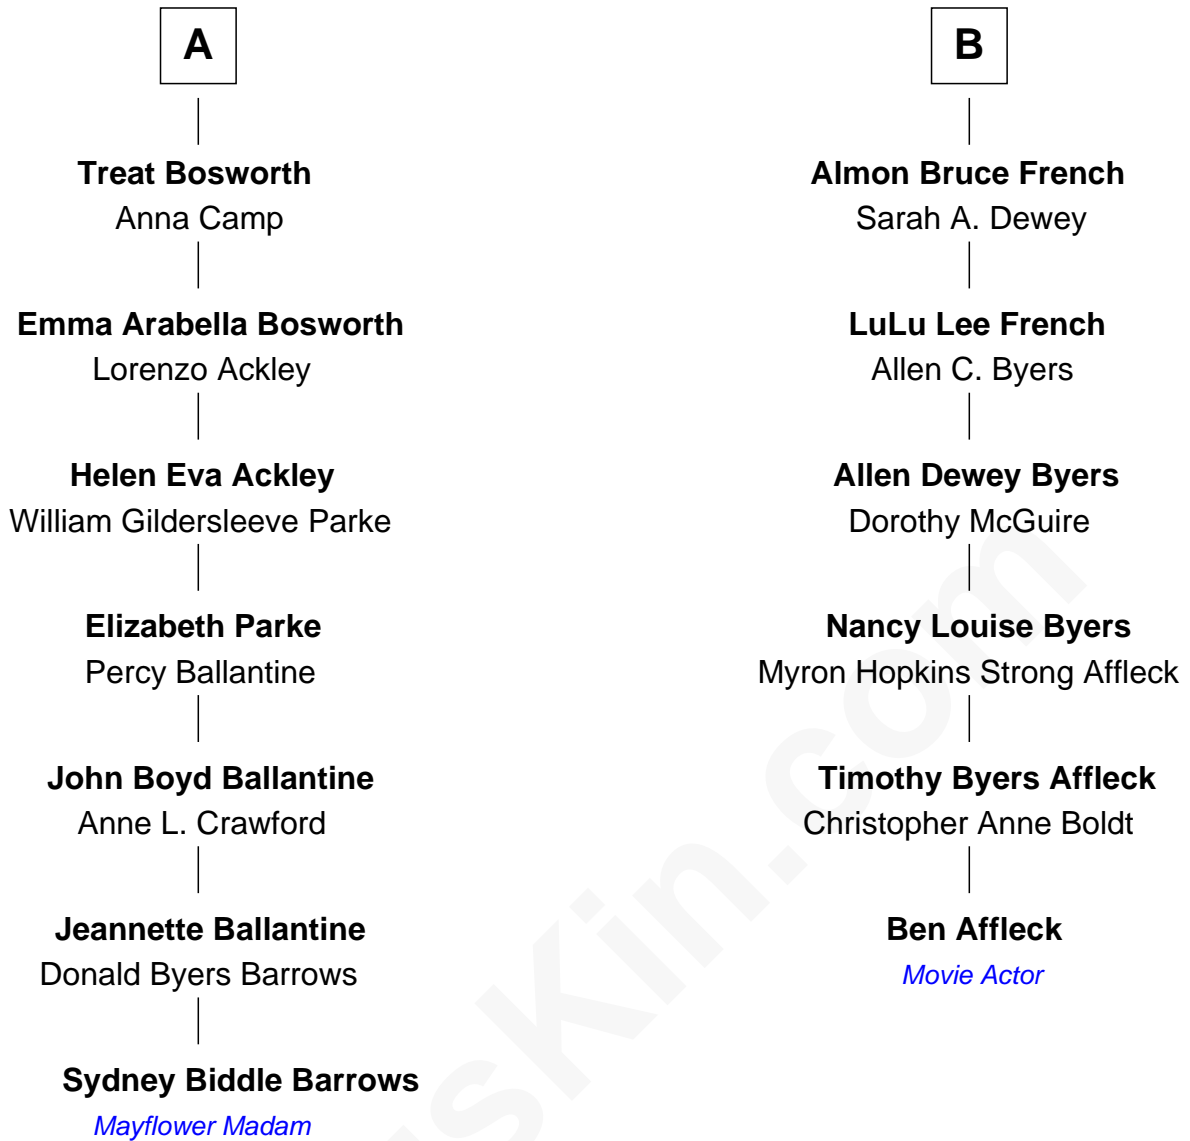 A
Treat Bosworth
Anna Camp
Emma Arabella Bosworth
Lorenzo Ackley
Helen Eva Ackley
William Gildersleeve Parke
Elizabeth Parke
Percy Ballantine
John Boyd Ballantine
Anne L. Crawford
Jeannette Ballantine
Donald Byers Barrows
Sydney Biddle Barrows
Mayflower Madam
B
Almon Bruce French
Sarah A. Dewey
LuLu Lee French
Allen C. Byers
Allen Dewey Byers
Dorothy McGuire
Nancy Louise Byers
Myron Hopkins Strong Affleck
Timothy Byers Affleck
Christopher Anne Boldt
Ben Affleck
Movie Actor